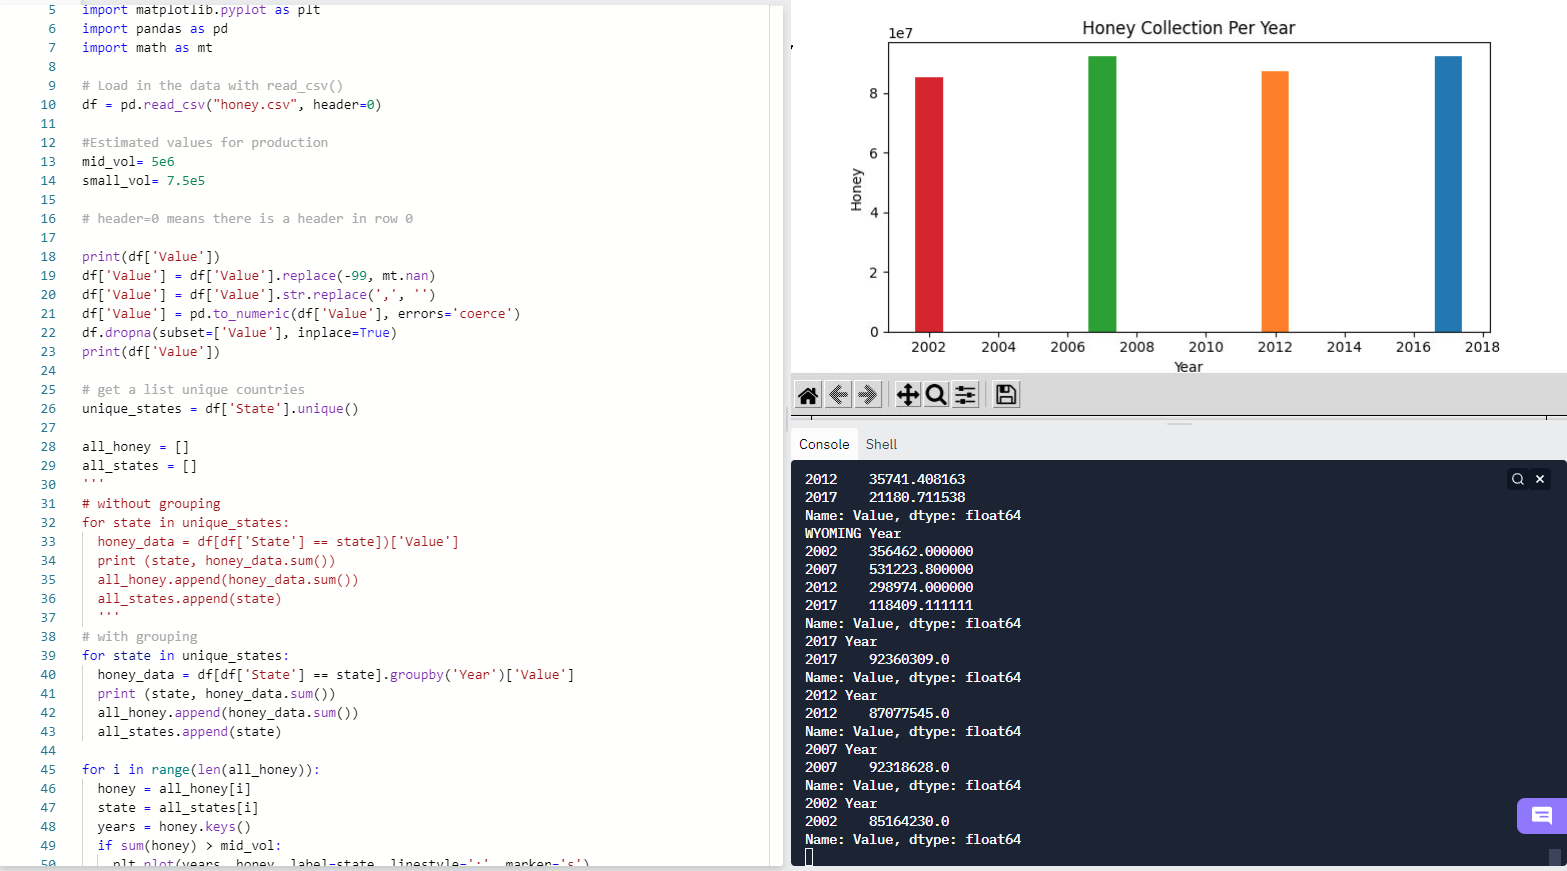 5 import matplotlib.pyplot as plt
6 import pandas as pd
7 import math as mt
8
9 # Load in the data with read_csv()
10 df = pd.read_csv("honey.csv", header=0)
11
12 #Estimated values for production
13 mid_vol= 5e6
14 small_vol= 7.5e5
15
16 # header=0 means there is a header in row 0
17
18 print(df['Value'])
19 df['Value'] = df['Value'].replace(-99, mt.nan)
20 df['Value'] = df['Value'].str.replace(',', '')
21 df['Value'] = pd.to_numeric(df['Value'], errors='coerce')
22 df.dropna(subset=['Value'], inplace=True)
23 print(df['Value'])
24
25 # get a list unique countries
26 unique_states = df['State'].unique()
27
28 all_honey = []
29 all_states = []
30 '''
31 # without grouping
32 for state in unique_states:
33 honey_data = df[df['State'] == state])['Value']
34 print (state, honey_data.sum())
35 all_honey.append(honey_data.sum())
36 all_states.append(state)
37 '''
38 # with grouping
39 for state in unique_states:
40 honey_data = df[df['State'] == state].groupby('Year')['Value']
41 print (state, honey_data.sum())
42 all_honey.append(honey_data.sum())
43 all_states.append(state)
44
45 for i in range(len(all_honey)):
46 honey = all_honey[i]
47 state = all_states[i]
48 years = honey.keys()
49 if sum(honey) > mid_vol:
50 plt.plot(years, honey, label=state, linestyle=':', marker='s')
Honey Collection Per Year
1e7
8
6
4
2
0
Honey
2002 2004 2006 2008 2010 2012 2014 2016 2018
Year
Console Shell
2012 35741.408163
2017 21180.711538
Name: Value, dtype: float64
WYOMING Year
2002 356462.000000
2007 531223.800000
2012 298974.000000
2017 118409.111111
Name: Value, dtype: float64
2017 Year
2017 92360309.0
Name: Value, dtype: float64
2012 Year
2012 87077545.0
Name: Value, dtype: float64
2007 Year
2007 92318628.0
Name: Value, dtype: float64
2002 Year
2002 85164230.0
Name: Value, dtype: float64